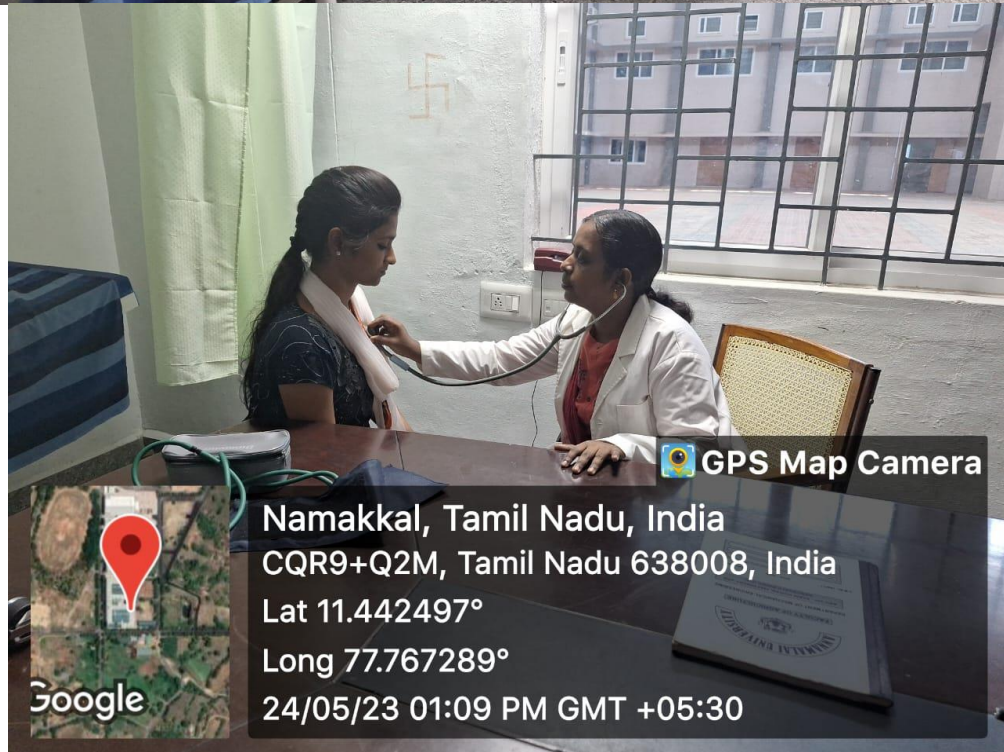 GPS Map Camera
Namakkal, Tamil Nadu, India
CQR9+Q2M, Tamil Nadu 638008, India
Lat 11.442497°
Long 77.767289°
24/05/23 01:09 PM GMT +05:30
Google